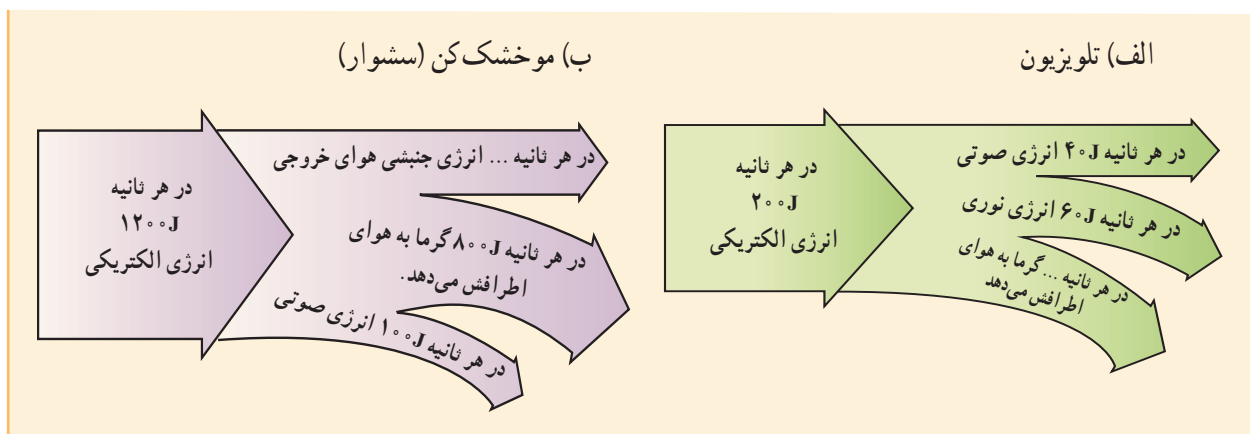 الف) تلویزیون
در هر ثانیه
۲۰۰J
انرژی الکتریکی
در هر ثانیه ۴۰J انرژی صوتی
در هر ثانیه ۶۰J انرژی نوری
در هر ثانیه ... گرما به هوای
اطرافش می‌دهد
ب) مو خشک‌کن (سشوار)
در هر ثانیه
۱۲۰۰J
انرژی الکتریکی
در هر ثانیه ... انرژی جنبشی هوای خروجی
در هر ثانیه ۸۰۰J گرما به هوای
اطرافش می‌دهد.
در هر ثانیه ۱۰۰J انرژی صوتی